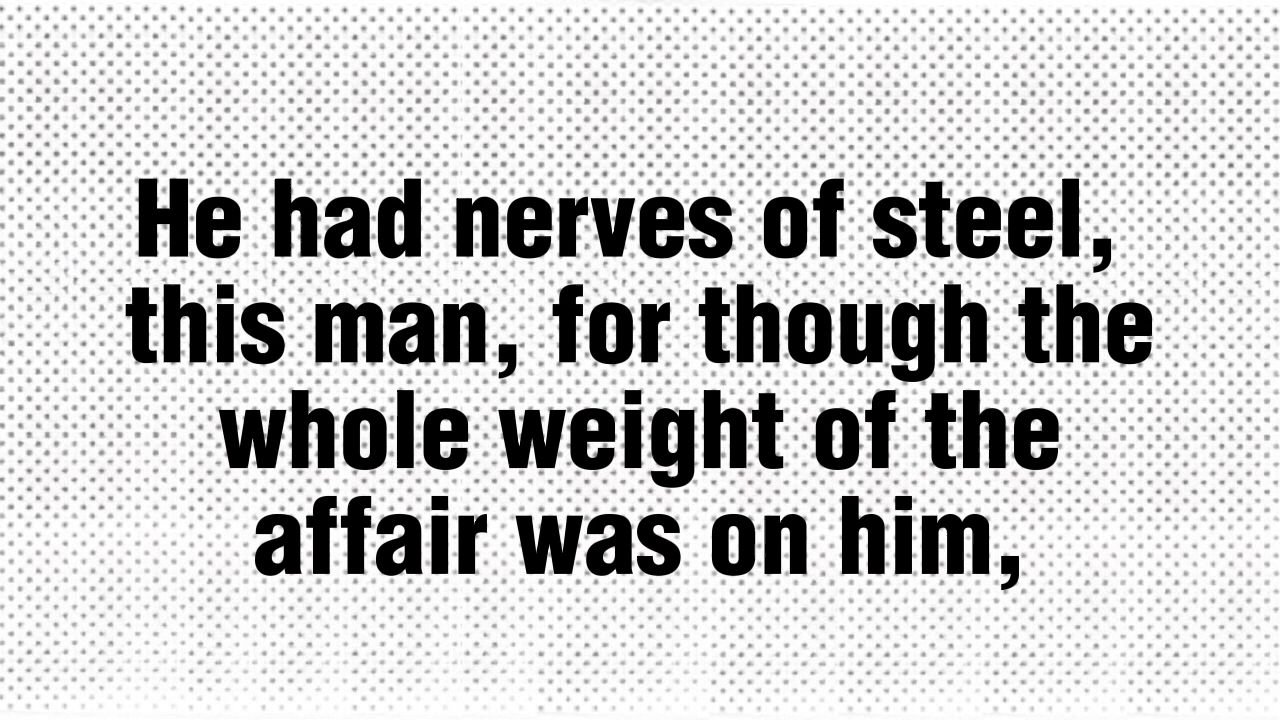 He had nerves of steel,
this man, for though the
whole weight of the
affair was on him,